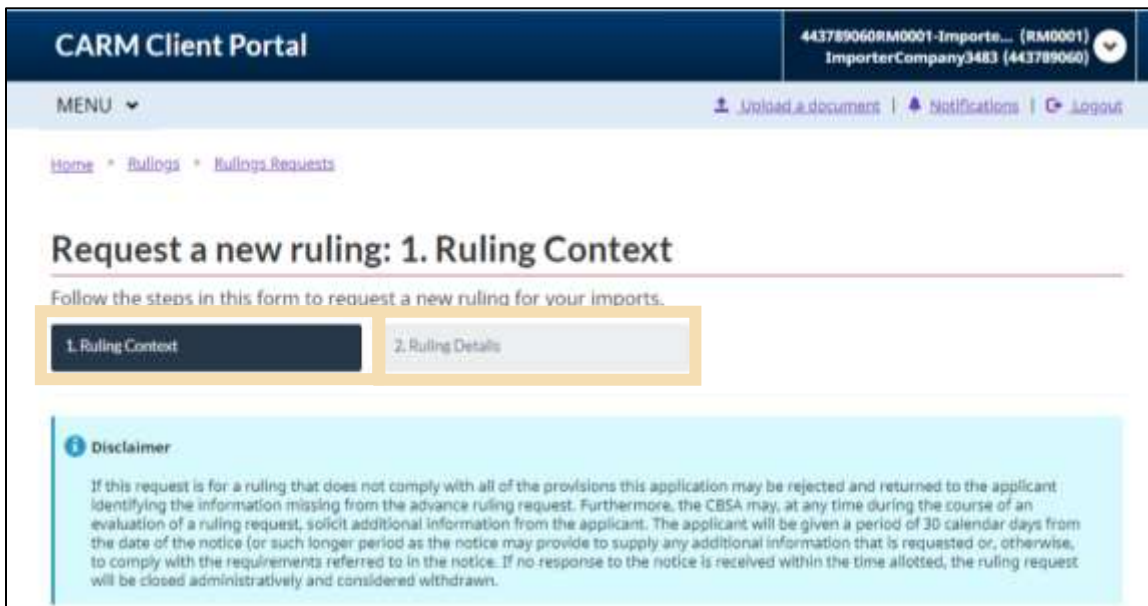 CARM Client Portal
443789060RM0001-Importe... (RM0001)
ImporterCompany3483 (443789060)
MENU
Upload a document | Notifications | Logout
Home Rulings Rulings Requests
Request a new ruling: 1. Ruling Context
Follow the steps in this form to request a new ruling for your imports.
1. Ruling Context
2. Ruling Details
Disclaimer
If this request is for a ruling that does not comply with all of the provisions this application may be rejected and returned to the applicant
identifying the information missing from the advance ruling request. Furthermore, the CBSA may, at any time during the course of an
evaluation of a ruling request, solicit additional information from the applicant. The applicant will be given a period of 30 calendar days from
the date of the notice (or such longer period as the notice may provide to supply any additional information that is requested or, otherwise,
to comply with the requirements referred to in the notice. If no response to the notice is received within the time allotted, the ruling request
will be closed administratively and considered withdrawn.